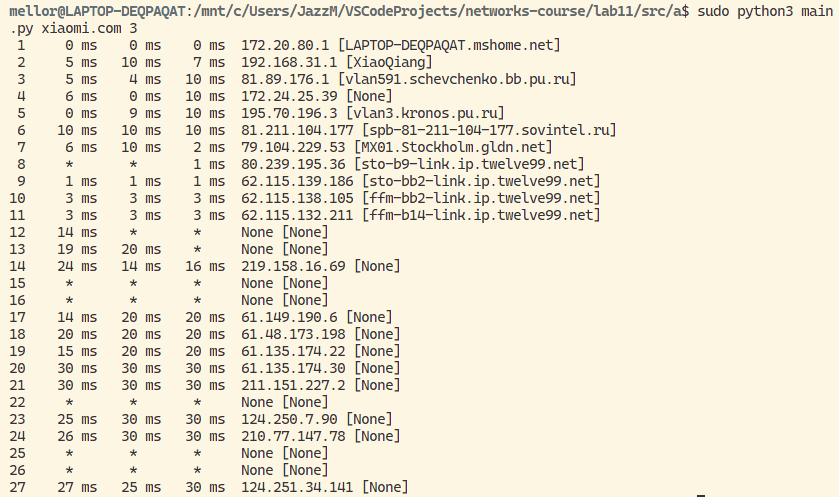 mellor@LAPTOP-DEQPAQAT:/mnt/c/Users/JazzM/VSCodeProjects/networks-course/lab11/src/a$ sudo python3 main
.py xiaomi.com 3
1 0 ms 0 ms 0 ms 172.20.80.1 [LAPTOP-DEQPAQAT.mshome.net]
2 5 ms 10 ms 7 ms 192.168.31.1 [XiaoQiang]
3 5 ms 4 ms 10 ms 81.89.176.1 [vlan591.schevchenko.bb.pu.ru]
4 6 ms 0 ms 10 ms 172.24.25.39 [None]
5 0 ms 9 ms 10 ms 195.70.196.3 [vlan3.kronos.pu.ru]
6 10 ms 10 ms 10 ms 81.211.104.177 [spb-81-211-104-177.sovintel.ru]
7 6 ms 10 ms 2 ms 79.104.229.53 [MX01.Stockholm.gldn.net]
8 * * 1 ms 80.239.195.36 [sto-b9-link.ip.twelve99.net]
9 1 ms 1 ms 1 ms 62.115.139.186 [sto-bb2-link.ip.twelve99.net]
10 3 ms 3 ms 3 ms 62.115.138.105 [ffm-bb2-link.ip.twelve99.net]
11 3 ms 3 ms 3 ms 62.115.132.211 [ffm-b14-link.ip.twelve99.net]
12 14 ms * * None [None]
13 19 ms 20 ms * None [None]
14 24 ms 14 ms 16 ms 219.158.16.69 [None]
15 * * * None [None]
16 * * * None [None]
17 14 ms 20 ms 20 ms 61.149.190.6 [None]
18 20 ms 20 ms 20 ms 61.48.173.198 [None]
19 15 ms 20 ms 20 ms 61.135.174.22 [None]
20 30 ms 30 ms 30 ms 61.135.174.30 [None]
21 30 ms 30 ms 30 ms 211.151.227.2 [None]
22 * * * None [None]
23 25 ms 30 ms 30 ms 124.250.7.90 [None]
24 26 ms 30 ms 30 ms 210.77.147.78 [None]
25 * * * None [None]
26 * * * None [None]
27 27 ms 25 ms 30 ms 124.251.34.141 [None]